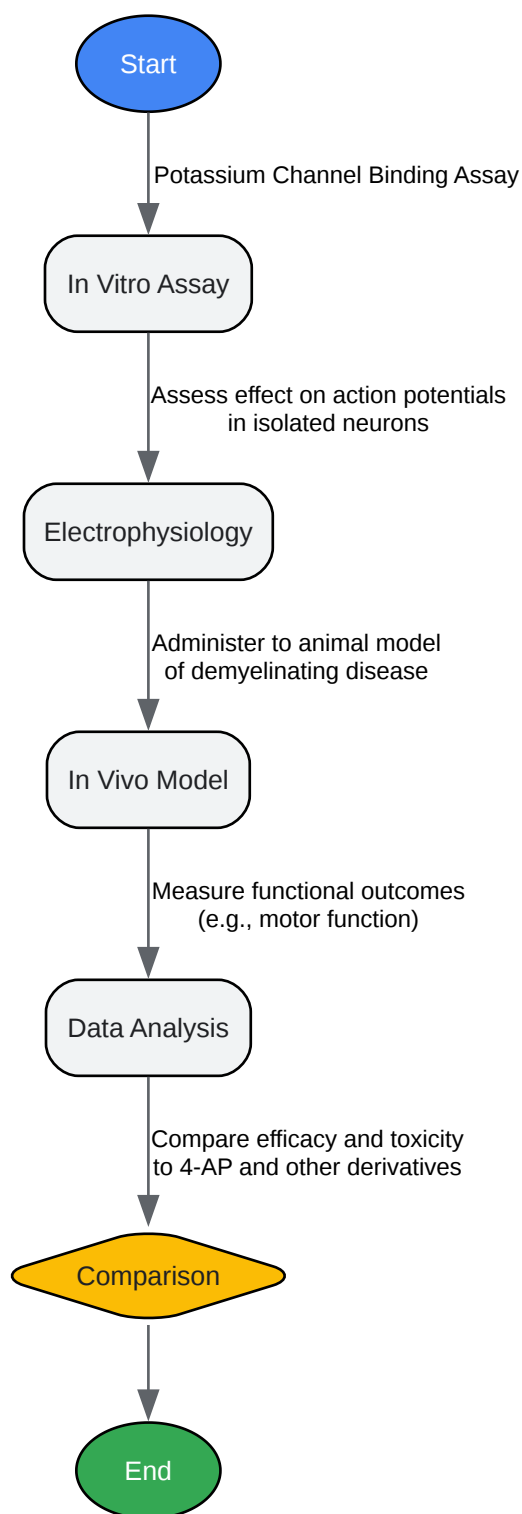 Start
Potassium Channel Binding Assay
In Vitro Assay
Assess effect on action potentials
in isolated neurons
Electrophysiology
Administer to animal model
of demyelinating disease
In Vivo Model
Measure functional outcomes
(e.g., motor function)
Data Analysis
Compare efficacy and toxicity
to 4-AP and other derivatives
Comparison
End